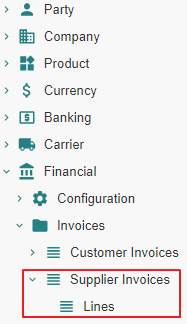 Party
Company
Product
Currency
Banking
Carrier
Financial
Configuration
Invoices
Customer Invoices
Supplier Invoices
Lines